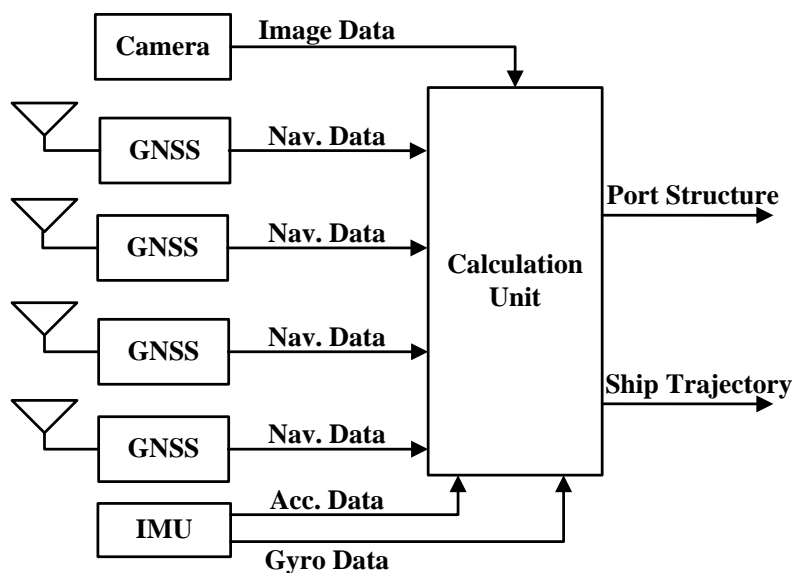 Camera
Image Data
GNSS
Nav. Data
GNSS
Nav. Data
GNSS
Nav. Data
GNSS
Nav. Data
IMU
Acc. Data
Gyro Data
Calculation
Unit
Port Structure
Ship Trajectory